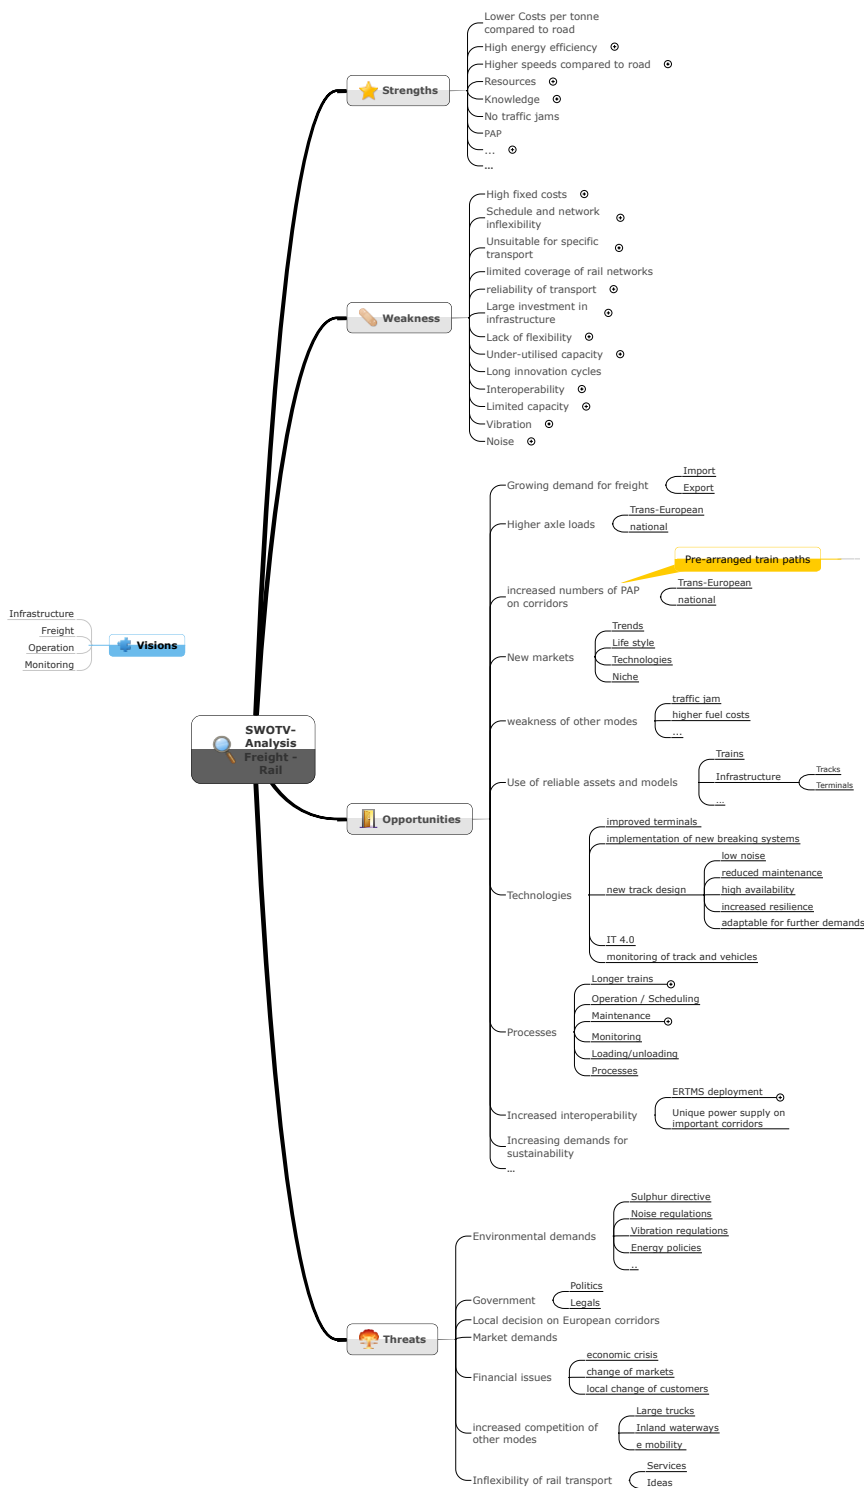 Lower Costs per tonne
compared to road
High energy efficiency
Higher speeds compared to road
Resources
Strengths
Knowledge
No traffic jams
PAP
...
...
High fixed costs
Schedule and network
inflexibility
Unsuitable for specific
transport
limited coverage of rail networks
reliability of transport
Large investment in
infrastructure
Weakness
Lack of flexibility
Under-utilised capacity
Long innovation cycles
Interoperability
Limited capacity
Vibration
Noise
Growing demand for freight
Import
Export
Higher axle loads
Trans-European
national
Pre-arranged train paths
increased numbers of PAP
on corridors
Trans-European
national
Infrastructure
Freight
Operation
Monitoring
Visions
New markets
Trends
Life style
Technologies
Niche
SWOTV-
Analysis
Freight -
Rail
weakness of other modes
traffic jam
higher fuel costs
...
Use of reliable assets and models
Trains
Infrastructure
Tracks
Terminals
...
Opportunities
Technologies
improved terminals
implementation of new breaking systems
new track design
low noise
reduced maintenance
high availability
increased resilience
adaptable for further demands
IT 4.0
monitoring of track and vehicles
Processes
Longer trains
Operation / Scheduling
Maintenance
Monitoring
Loading/unloading
Processes
Increased interoperability
ERTMS deployment
Unique power supply on
important corridors
Increasing demands for
sustainability
...
Environmental demands
Sulphur directive
Noise regulations
Vibration regulations
Energy policies
..
Government
Politics
Legals
Local decision on European corridors
Threats
Market demands
Financial issues
economic crisis
change of markets
local change of customers
increased competition of
other modes
Large trucks
Inland waterways
e mobility
Inflexibility of rail transport
Services
Ideas